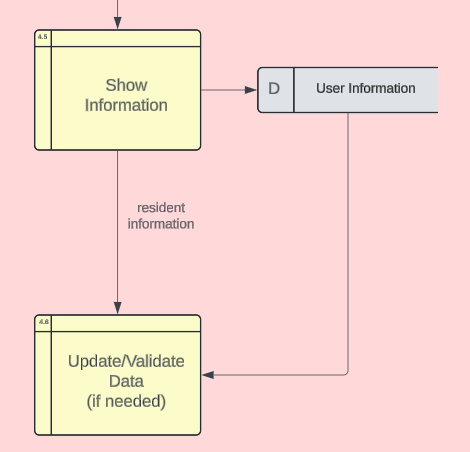 4.5
Show
Information
D
User Information
resident
information
4.6
Update/Validate
Data
(if needed)